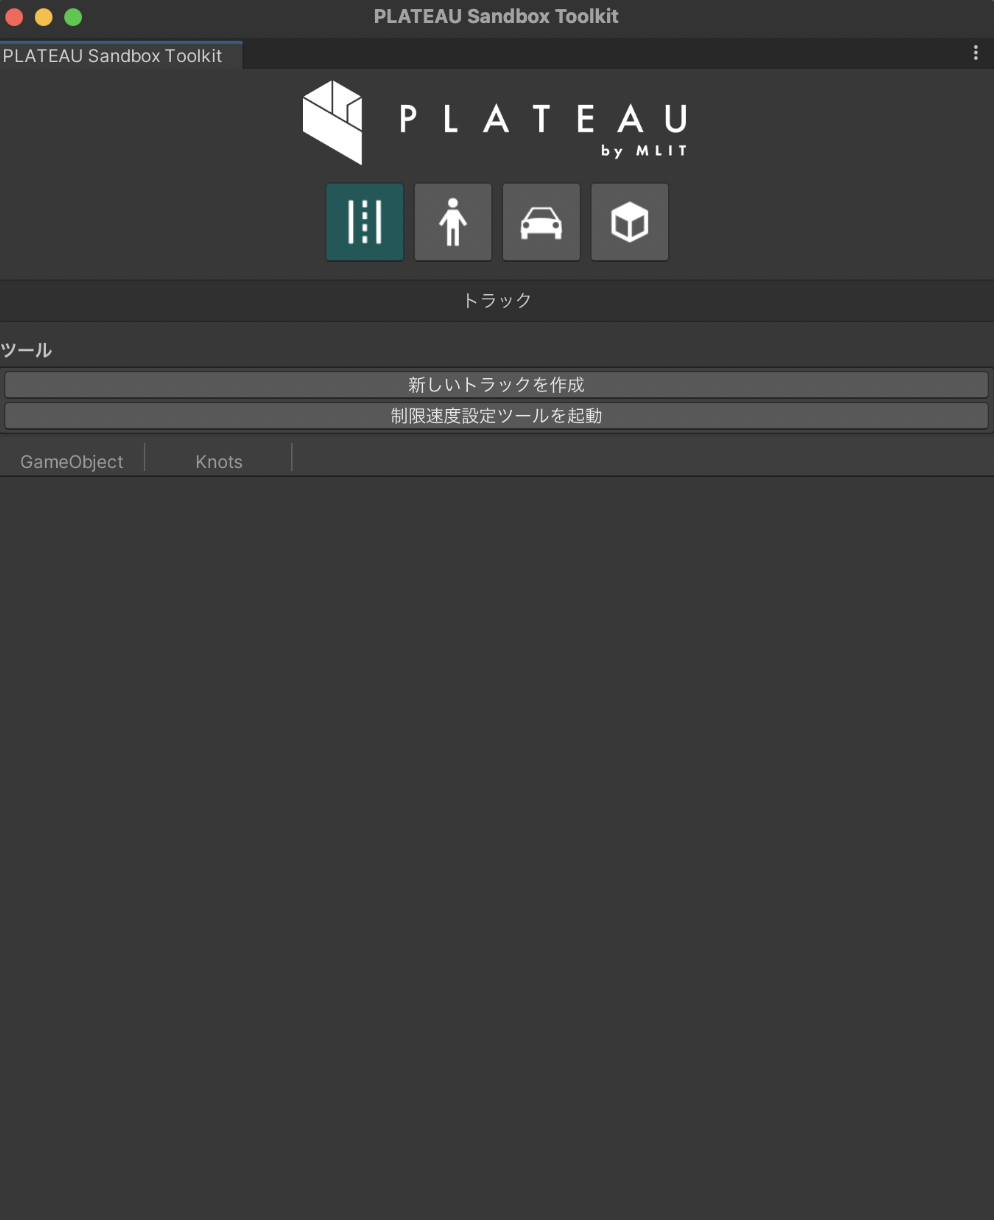 PLATEAU Sandbox Toolkit
PLATEAU Sandbox Toolkit
PLATEAU
by MLIT
トラック
ツール
新しいトラックを作成
制限速度設定ツールを起動
GameObject Knots